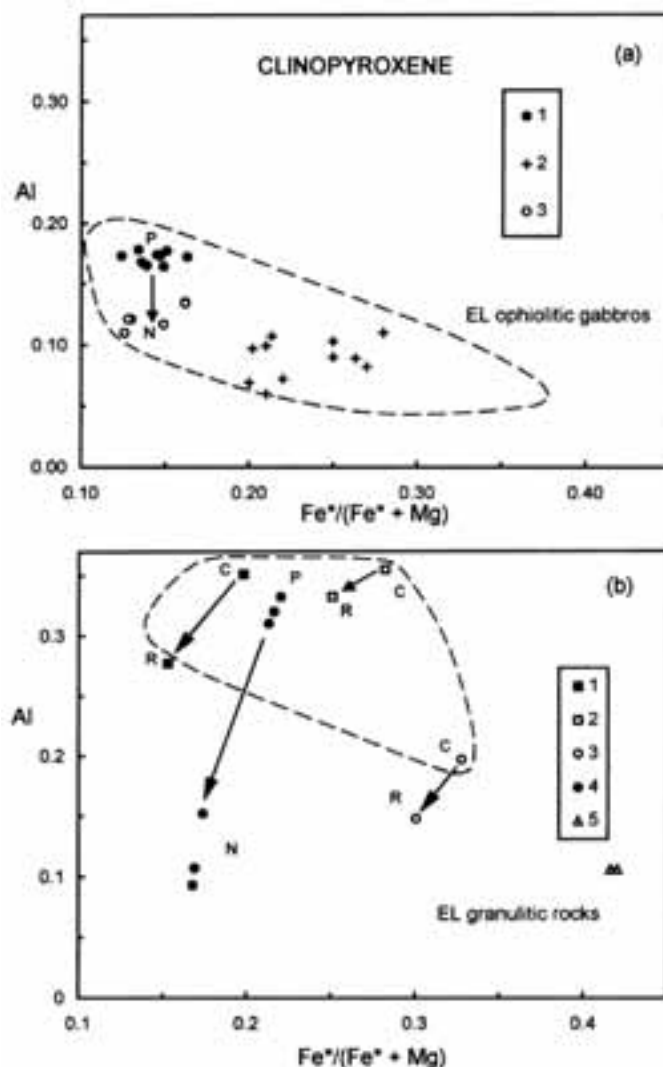 (a)
CLINOPYROXENE
0.30
1
2
Al
0.20
P
3
EL ophiolitic gabbros
0.10
N
0.00
0.10 0.20 0.30 0.40
Fe*/(Fe* + Mg)
(b)
C P
R C
0.3
R
1
Al
2
0.2
C
3
R
4
N
5
0.1
EL granulitic rocks
0
0.1 0.2 0.3 0.4
Fe*/(Fe* + Mg)